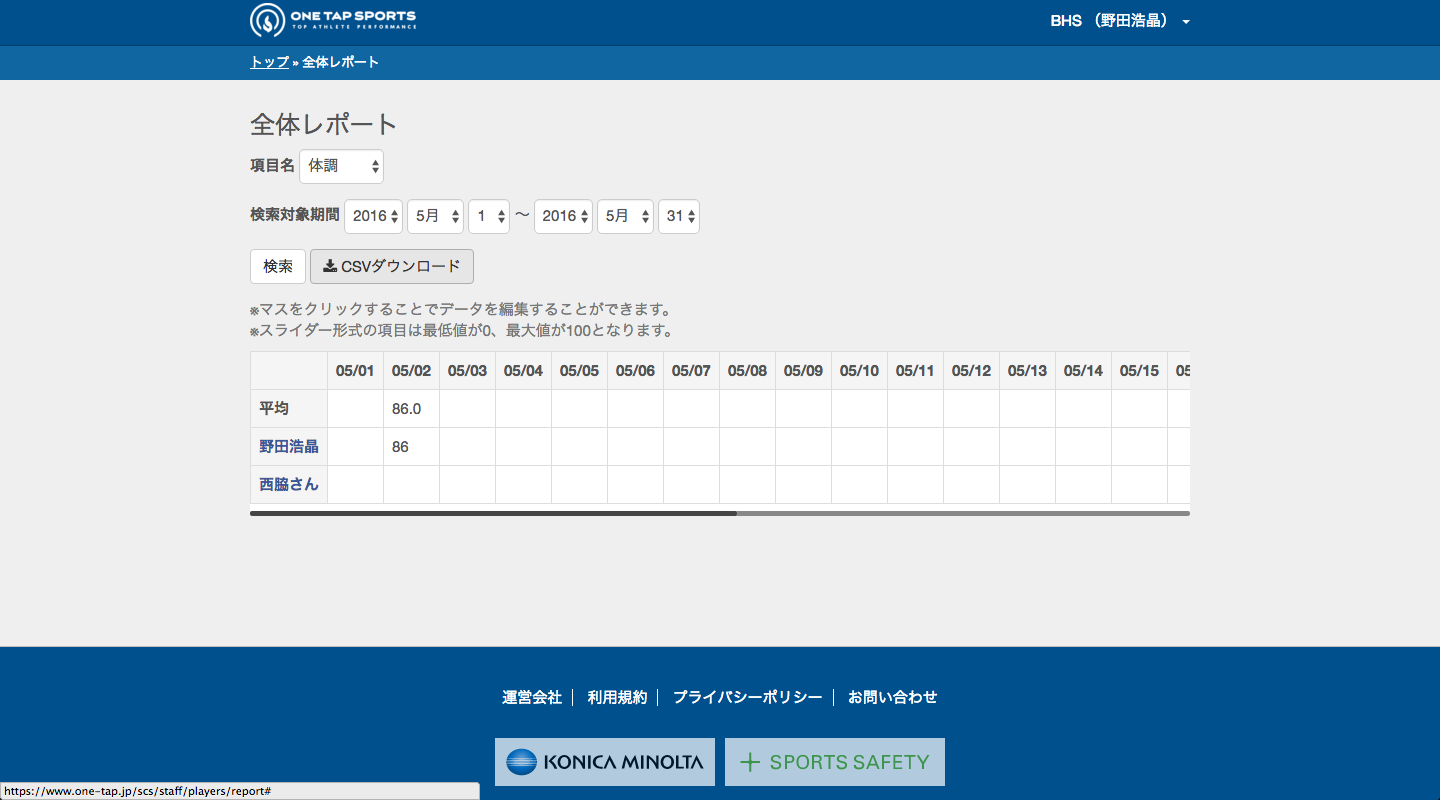 ONE TAP SPORTS
TOP ATHLETE PERFORMANCE
BHS （野田浩晶）
トップ » 全体レポート
全体レポート
項目名 体調
検索対象期間 2016 5月 1 〜 2016 5月 31
検索 CSVダウンロード
※マスをクリックすることでデータを編集することができます。
※スライダー形式の項目は最低値が0、最大値が100となります。
05/01 05/02 05/03 05/04 05/05 05/06 05/07 05/08 05/09 05/10 05/11 05/12 05/13 05/14 05/15 05
平均 86.0
野田浩晶 86
西脇さん
運営会社 利用規約 プライバシーポリシー お問い合わせ
KONICA MINOLTA SPORTS SAFETY
https://www.one-tap.jp/scs/staff/players/report#